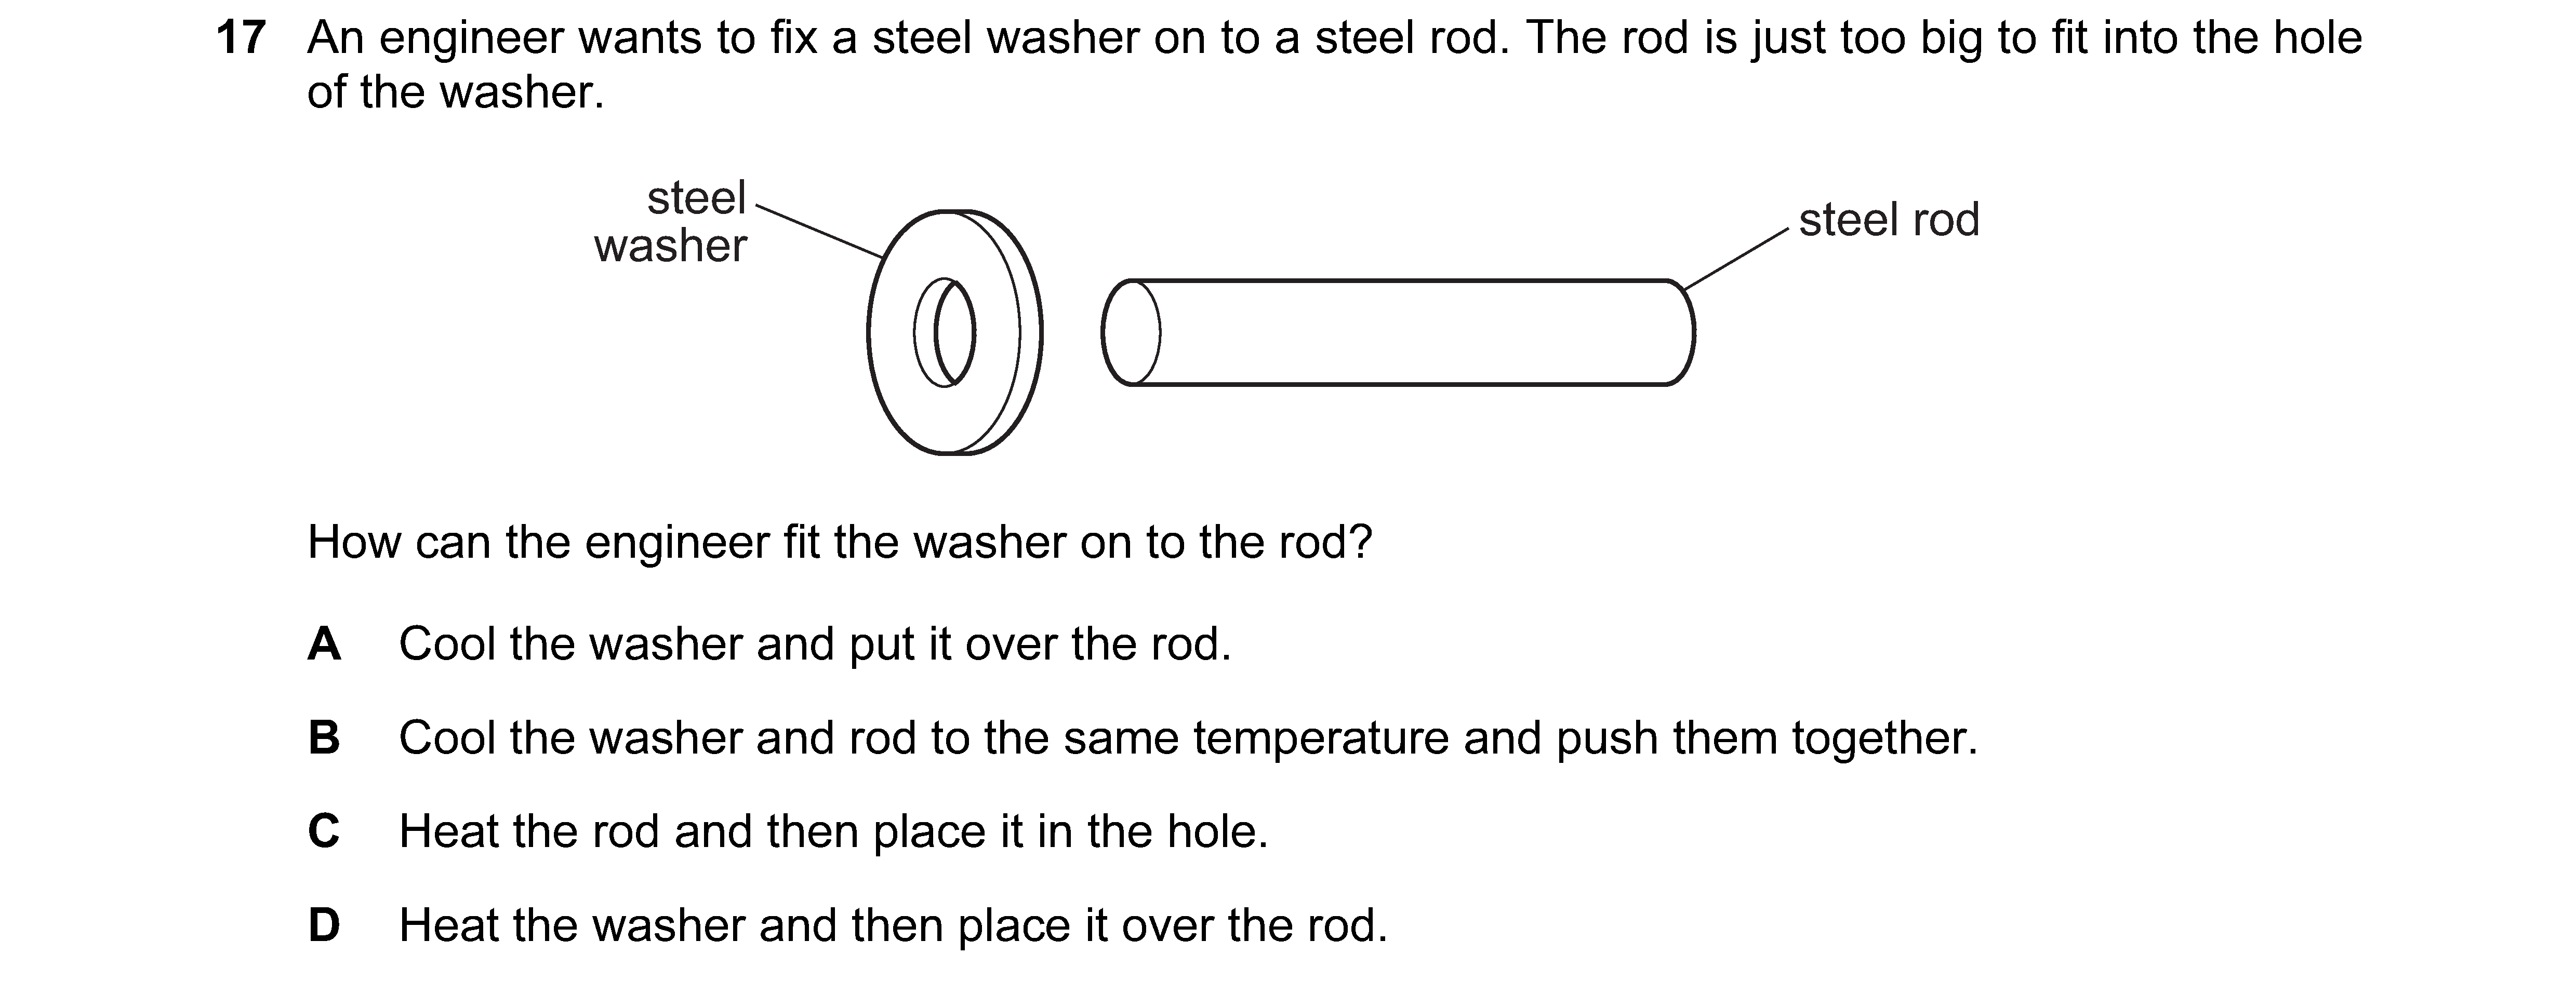 17 An engineer wants to fix a steel washer on to a steel rod. The rod is just too big to fit into the hole
of the washer.
steel
washer
steel rod
How can the engineer fit the washer on to the rod?
A Cool the washer and put it over the rod.
B Cool the washer and rod to the same temperature and push them together.
C Heat the rod and then place it in the hole.
D Heat the washer and then place it over the rod.